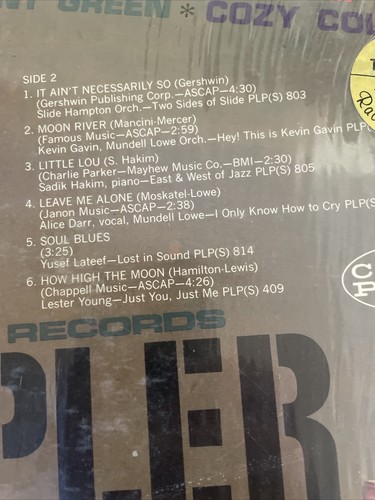 NY GREEN * COZY CO
SIDE 2
1. IT AIN'T NECESSARILY SO (Gershwin)
(Gershwin Publishing Corp.—ASCAP—4:30)
Slide Hampton Orch.—Two Sides of Slide PLP(S) 803
2. MOON RIVER (Mancini-Mercer)
(Famous Music—ASCAP—2:59)
Kevin Gavin, Mundell Lowe Orch.—Hey! This is Kevin Gavin PLP(
3. LITTLE LOU (S. Hakim)
(Charlie Parker—Mayhew Music Co.—BMI—2:30)
Sadik Hakim, piano—East & West of Jazz PLP(S) 805
4. LEAVE ME ALONE (Moskatel-Lowe)
(Janon Music—ASCAP—2:38)
Alice Darr, vocal, Mundell Lowe—I Only Know How to Cry PLP(S
5. SOUL BLUES
(3:25)
Yusef Lateef—Lost in Sound PLP(S) 814
6. HOW HIGH THE MOON (Hamilton-Lewis)
(Chappell Music—ASCAP—4:26)
Lester Young—Just You, Just Me PLP(S) 409
CP
RECORDS
PLER